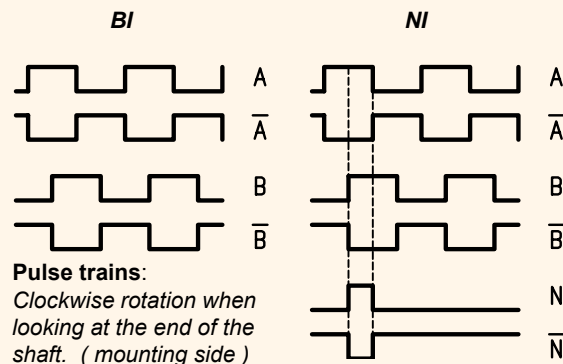 BI NI
A A
A̅ A̅
B B
B̅ B̅
Pulse trains:
Clockwise rotation when
looking at the end of the
shaft. ( mounting side )
N
N̅